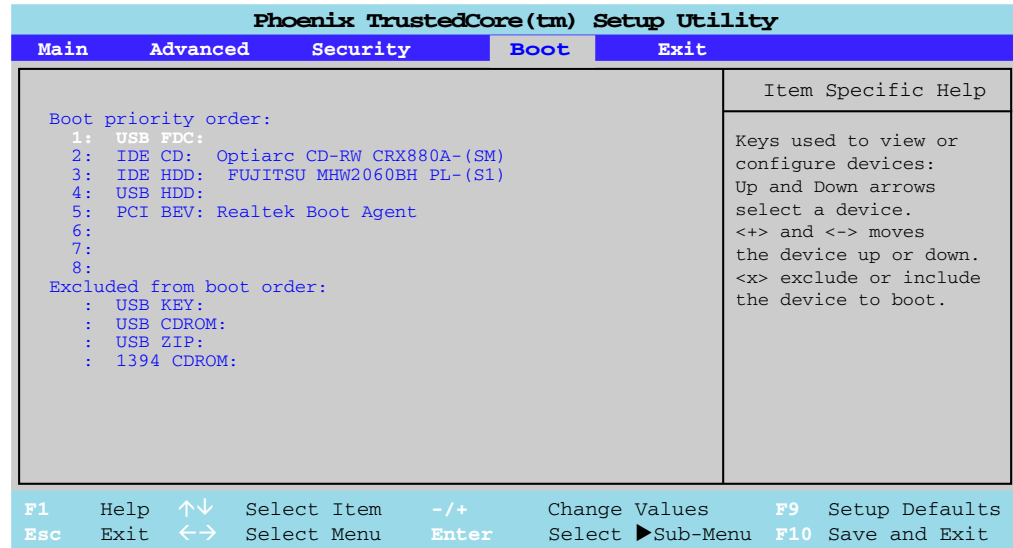 Phoenix TrustedCore(tm) Setup Utility
Main Advanced Security Boot Exit
Item Specific Help
Boot priority order:
1: USB FDC:
2: IDE CD: Optiarc CD-RW CRX880A-(SM)
3: IDE HDD: FUJITSU MHW2060BH PL-(S1)
4: USB HDD:
5: PCI BEV: Realtek Boot Agent
6:
7:
8:
Excluded from boot order:
: USB KEY:
: USB CDROM:
: USB ZIP:
: 1394 CDROM:
Keys used to view or
configure devices:
Up and Down arrows
select a device.
<+> and <-> moves
the device up or down.
<x> exclude or include
the device to boot.
F1 Help ↑↓ Select Item -/+ Change Values F9 Setup Defaults
Esc Exit ←→ Select Menu Enter Select ▶Sub-Menu F10 Save and Exit